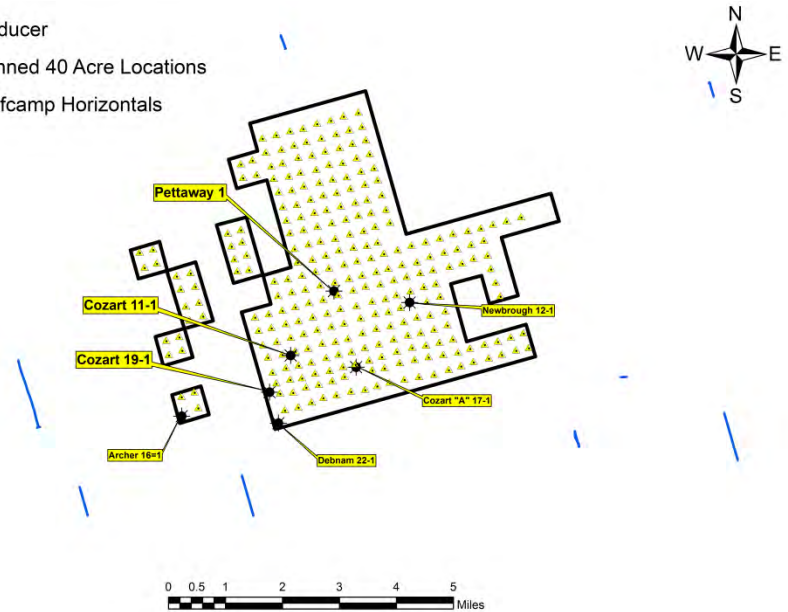 ducer
nned 40 Acre Locations
fcamp Horizontals
N
W E
S
Pettaway 1
Cozart 11-1
Newbrough 12-1
Cozart 19-1
Cozart "A" 17-1
Archer 16=1
Debnam 22-1
0 0.5 1 2 3 4 5
Miles